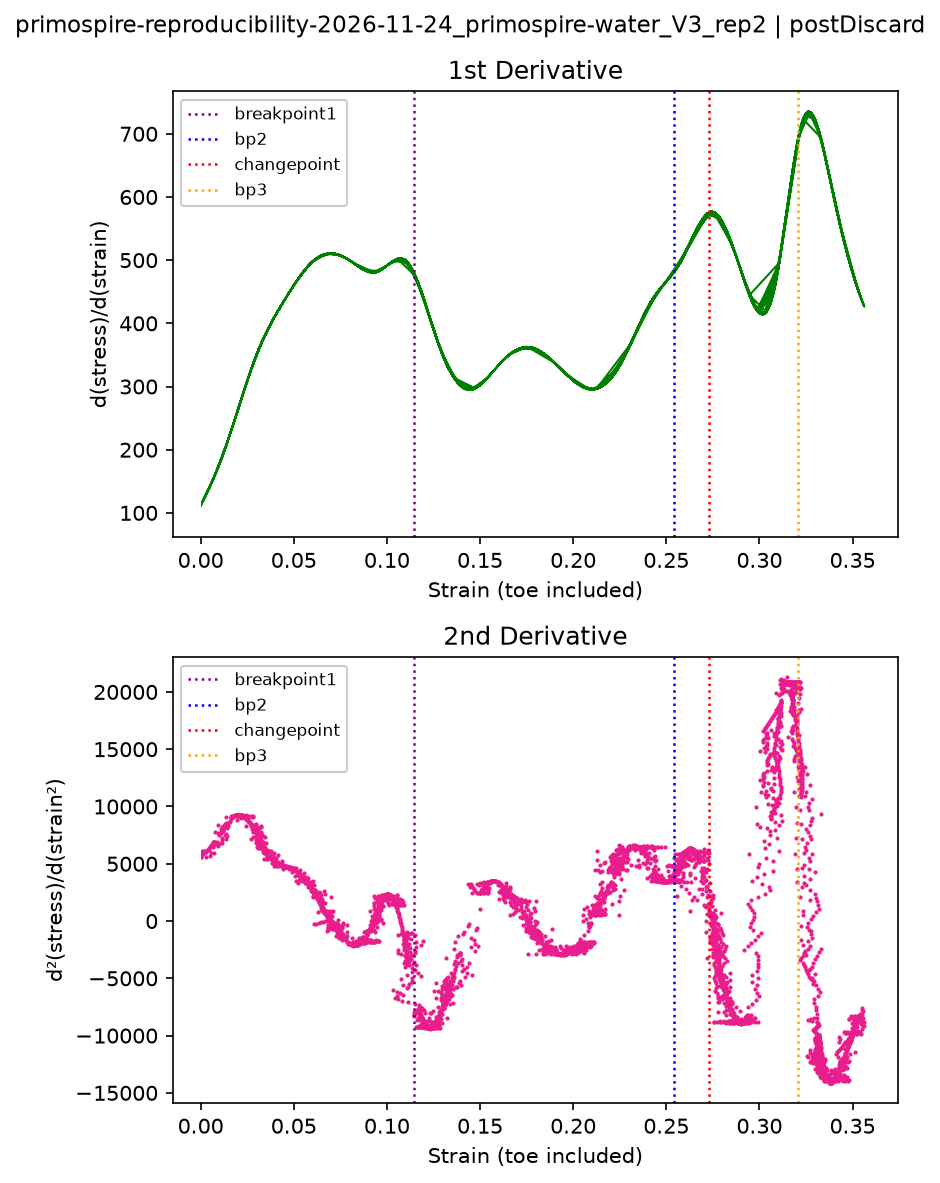 primospire-reproducibility-2026-11-24_primospire-water_V3_rep2 | postDiscard
1st Derivative
breakpoint1
bp2
changepoint
bp3
d(stress)/d(strain)
700
600
500
400
300
200
100
0.00 0.05 0.10 0.15 0.20 0.25 0.30 0.35
Strain (toe included)
2nd Derivative
breakpoint1
bp2
changepoint
bp3
d²(stress)/d(strain²)
20000
15000
10000
5000
0
−5000
−10000
−15000
0.00 0.05 0.10 0.15 0.20 0.25 0.30 0.35
Strain (toe included)